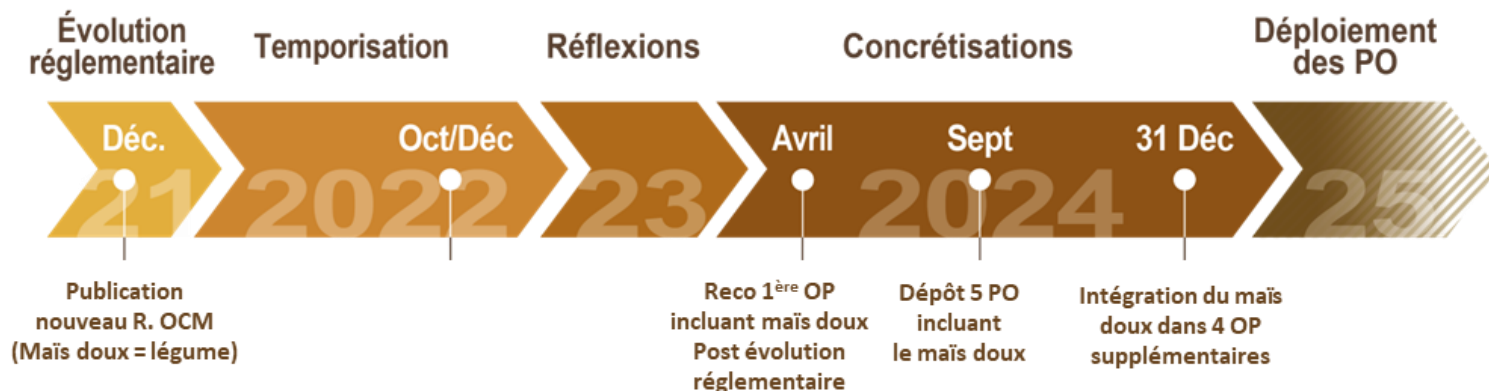 Évolution
réglementaire
Temporisation
Réflexions
Concrétisations
Déploiement
des PO
Déc.
Oct/Déc
Avril
Sept
31 Déc
21
2022
23
2024
25
Publication
nouveau R. OCM
(Maïs doux = légume)
Reco 1ère OP
incluant maïs doux
Post évolution
réglementaire
Dépôt 5 PO
incluant
le maïs doux
Intégration du maïs
doux dans 4 OP
supplémentaires